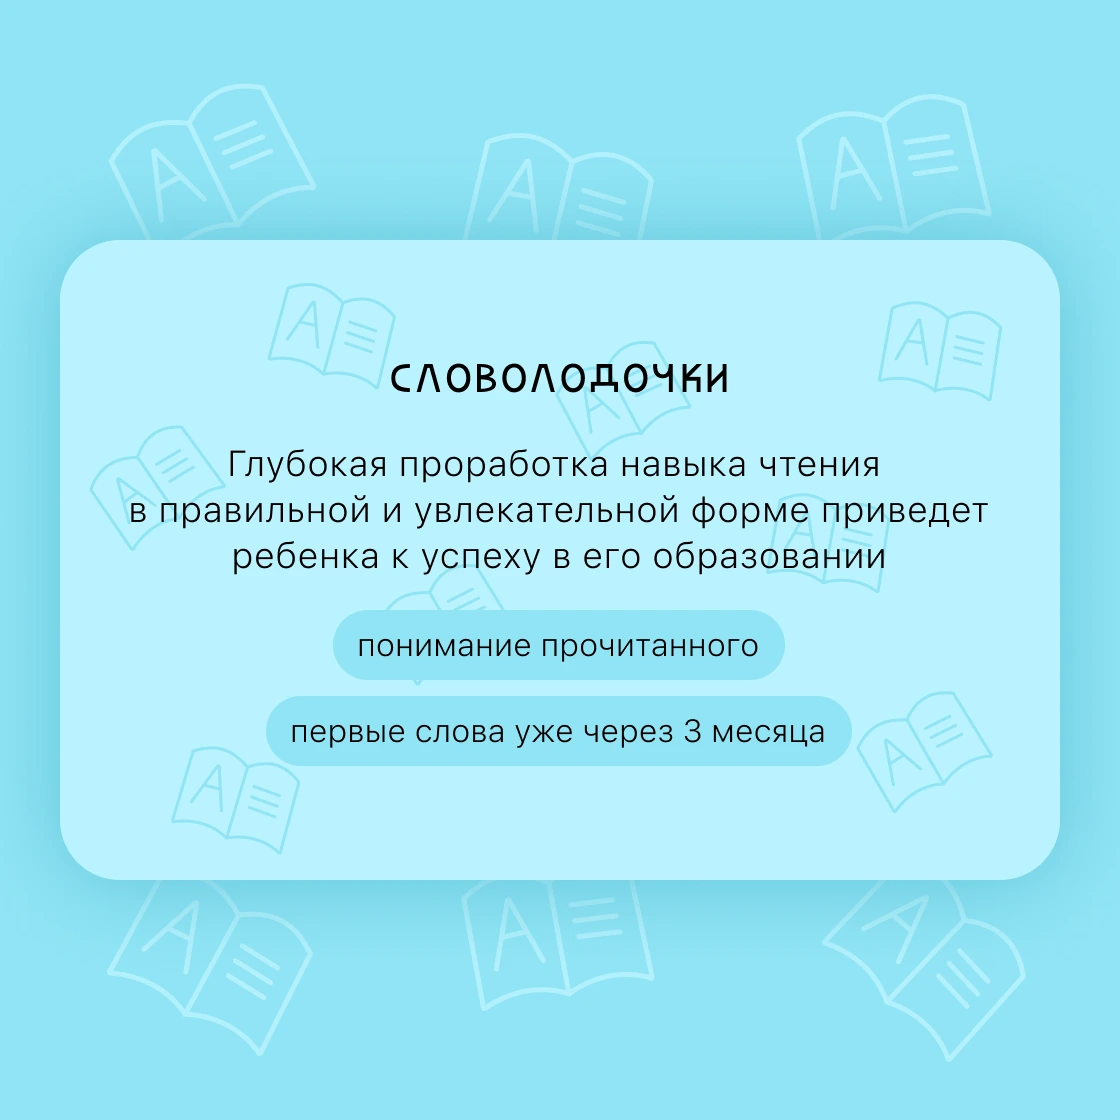 СЛОВОЛОДОЧКИ
Глубокая проработка навыка чтения
в правильной и увлекательной форме приведет
ребенка к успеху в его образовании
понимание прочитанного
первые слова уже через 3 месяца